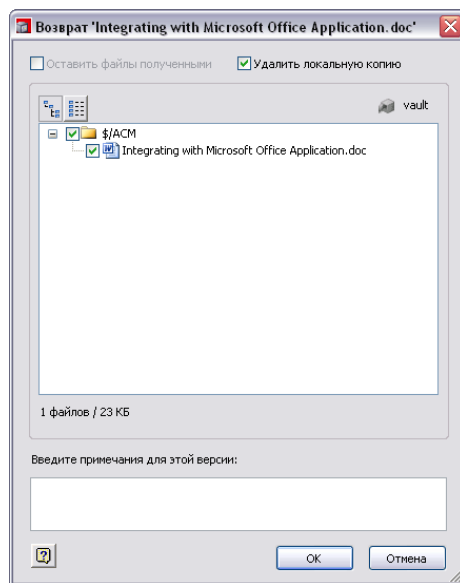 Возврат 'Integrating with Microsoft Office Application.doc'
Оставить файлы полученными Удалить локальную копию
vault
$/ACM
Integrating with Microsoft Office Application.doc
1 файлов / 23 КБ
Введите примечания для этой версии:
OK Отмена